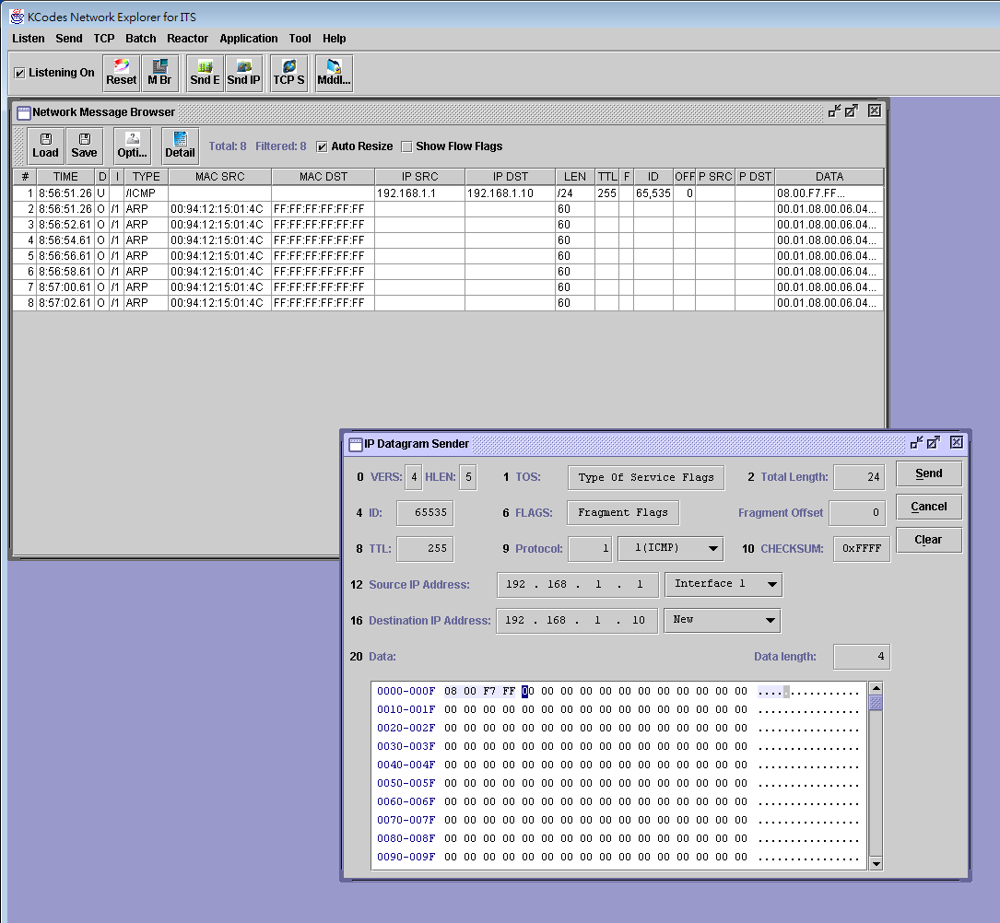 KCodes Network Explorer for ITS
Listen Send TCP Batch Reactor Application Tool Help
Listening On Reset M Br Snd E Snd IP TCP S Mddl...
Network Message Browser
Load Save Opti... Detail Total: 8 Filtered: 8 Auto Resize Show Flow Flags
# TIME D I TYPE MAC SRC MAC DST IP SRC IP DST LEN TTL F ID OFF P SRC P DST DATA
1 8:56:51.26 U /ICMP 192.168.1.1 192.168.1.10 /24 255 65,535 0 08.00.F7.FF...
2 8:56:51.26 O /1 ARP 00:94:12:15:01:4C FF:FF:FF:FF:FF:FF 60 00.01.08.00.06.04...
3 8:56:52.61 O /1 ARP 00:94:12:15:01:4C FF:FF:FF:FF:FF:FF 60 00.01.08.00.06.04...
4 8:56:54.61 O /1 ARP 00:94:12:15:01:4C FF:FF:FF:FF:FF:FF 60 00.01.08.00.06.04...
5 8:56:56.61 O /1 ARP 00:94:12:15:01:4C FF:FF:FF:FF:FF:FF 60 00.01.08.00.06.04...
6 8:56:58.61 O /1 ARP 00:94:12:15:01:4C FF:FF:FF:FF:FF:FF 60 00.01.08.00.06.04...
7 8:57:00.61 O /1 ARP 00:94:12:15:01:4C FF:FF:FF:FF:FF:FF 60 00.01.08.00.06.04...
8 8:57:02.61 O /1 ARP 00:94:12:15:01:4C FF:FF:FF:FF:FF:FF 60 00.01.08.00.06.04...
IP Datagram Sender
0 VERS: 4 HLEN: 5 1 TOS: Type Of Service Flags 2 Total Length: 24 Send
4 ID: 65535 6 FLAGS: Fragment Flags Fragment Offset 0 Cancel
8 TTL: 255 9 Protocol: 1 1(ICMP) 10 CHECKSUM: 0xFFFF Clear
12 Source IP Address: 192 . 168 . 1 . 1 Interface 1
16 Destination IP Address: 192 . 168 . 1 . 10 New
20 Data: Data length: 4
0000-000F 08 00 F7 FF 00 00 00 00 00 00 00 00 00 00 00 00 ................
0010-001F 00 00 00 00 00 00 00 00 00 00 00 00 00 00 00 00 ................
0020-002F 00 00 00 00 00 00 00 00 00 00 00 00 00 00 00 00 ................
0030-003F 00 00 00 00 00 00 00 00 00 00 00 00 00 00 00 00 ................
0040-004F 00 00 00 00 00 00 00 00 00 00 00 00 00 00 00 00 ................
0050-005F 00 00 00 00 00 00 00 00 00 00 00 00 00 00 00 00 ................
0060-006F 00 00 00 00 00 00 00 00 00 00 00 00 00 00 00 00 ................
0070-007F 00 00 00 00 00 00 00 00 00 00 00 00 00 00 00 00 ................
0080-008F 00 00 00 00 00 00 00 00 00 00 00 00 00 00 00 00 ................
0090-009F 00 00 00 00 00 00 00 00 00 00 00 00 00 00 00 00 ................